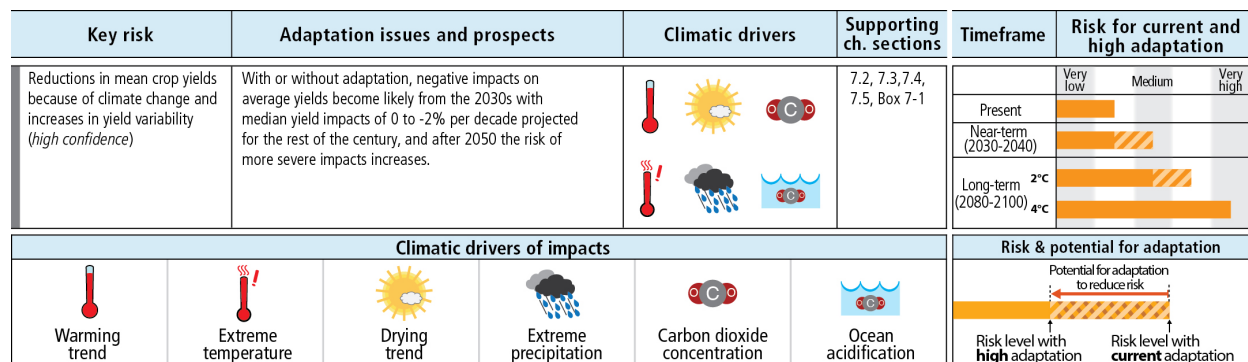 Key risk
Adaptation issues and prospects
Climatic drivers
Supporting
ch. sections
Timeframe
Risk for current and
high adaptation
Reductions in mean crop yields
because of climate change and
increases in yield variability
(high confidence)
With or without adaptation, negative impacts on
average yields become likely from the 2030s with
median yield impacts of 0 to -2% per decade projected
for the rest of the century, and after 2050 the risk of
more severe impacts increases.
O C O
!
O C O
7.2, 7.3,7.4,
7.5, Box 7-1
Very
low
Medium
Very
high
Present
Near-term
(2030-2040)
Long-term
(2080-2100)
2°C
4°C
Climatic drivers of impacts
Warming
trend
!
Extreme
temperature
Drying
trend
Extreme
precipitation
O C O
Carbon dioxide
concentration
O C O
Ocean
acidification
Risk & potential for adaptation
Potential for adaptation
to reduce risk
Risk level with
high adaptation
Risk level with
current adaptation